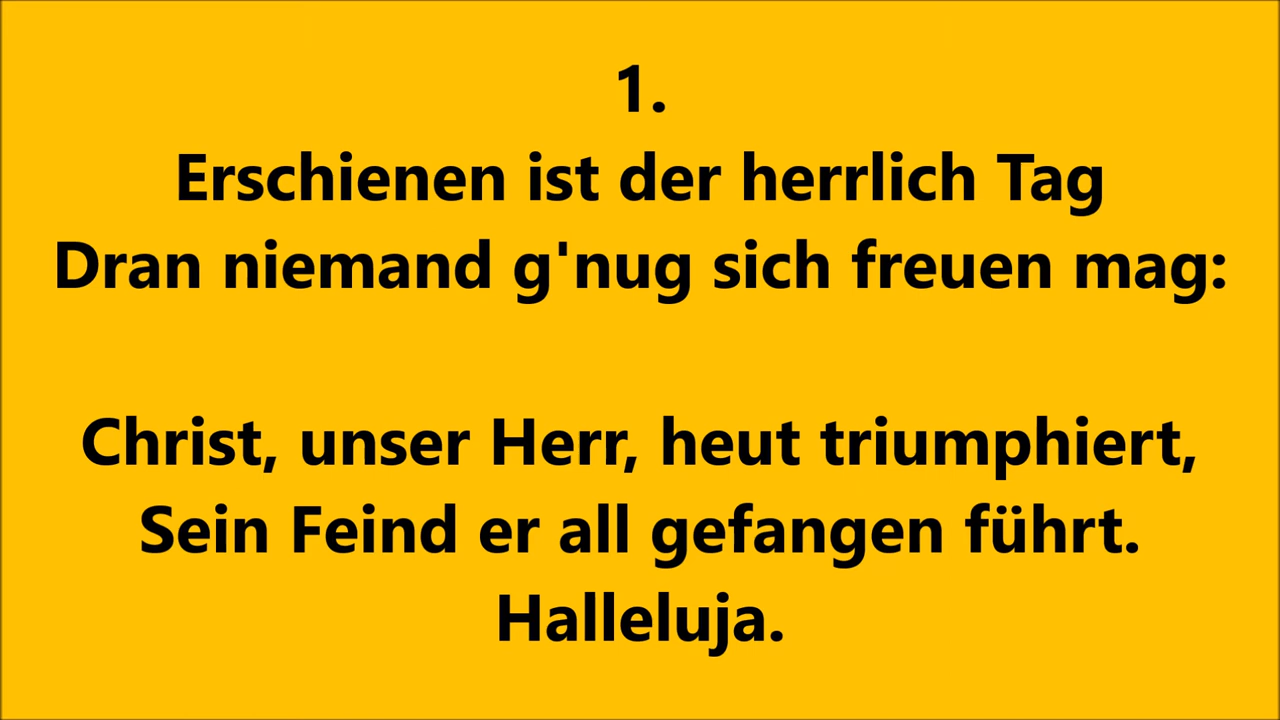 1.
Erschienen ist der herrlich Tag
Dran niemand g'nug sich freuen mag:
Christ, unser Herr, heut triumphiert,
Sein Feind er all gefangen führt.
Halleluja.